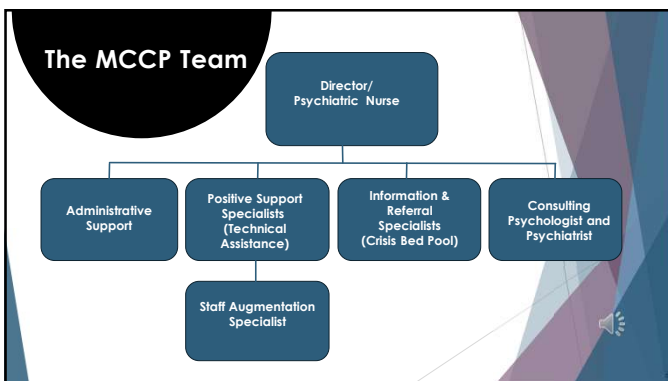 The MCCP Team
Director/
Psychiatric Nurse
Administrative
Support
Positive Support
Specialists
(Technical
Assistance)
Information &
Referral
Specialists
(Crisis Bed Pool)
Consulting
Psychologist and
Psychiatrist
Staff Augmentation
Specialist